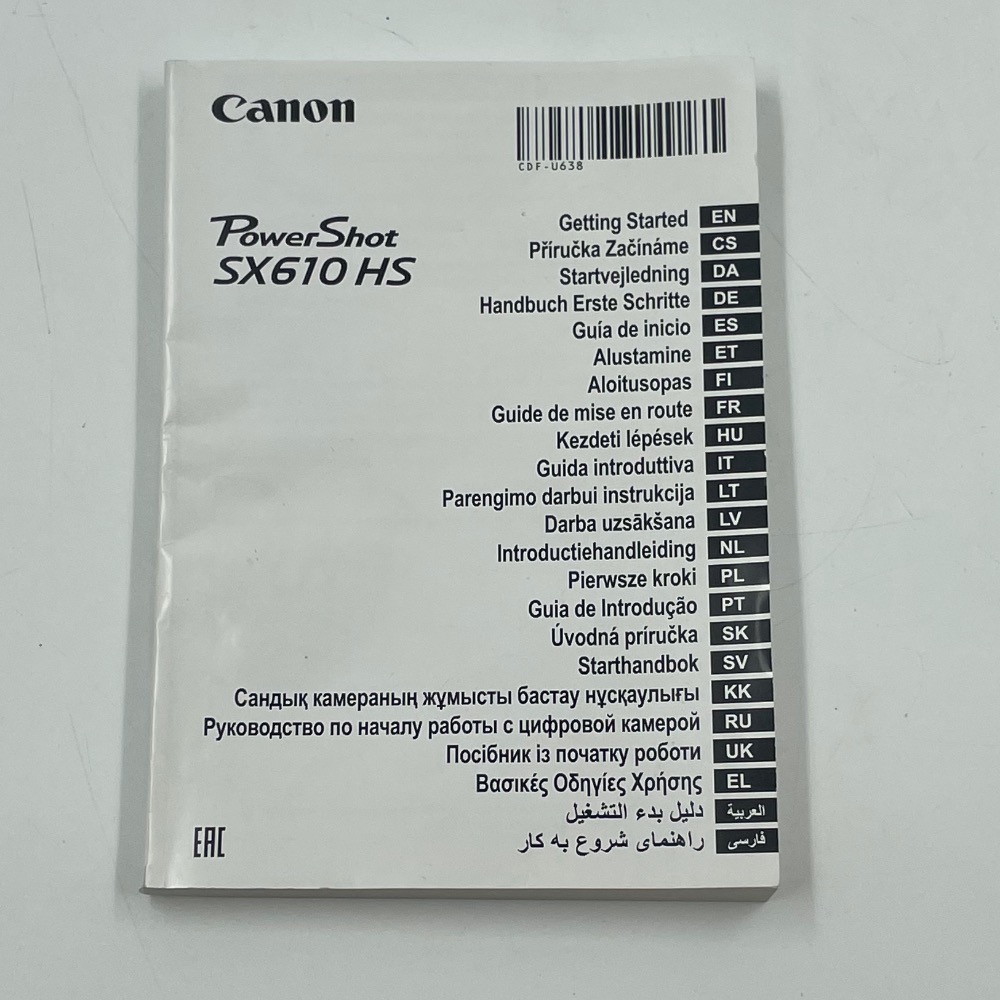 Canon
CDF-U638
PowerShot
SX610 HS
Getting Started EN
Příručka Začínáme CS
Startvejledning DA
Handbuch Erste Schritte DE
Guía de inicio ES
Alustamine ET
Aloitusopas FI
Guide de mise en route FR
Kezdeti lépések HU
Guida introduttiva IT
Parengimo darbui instrukcija LT
Darba uzsākšana LV
Introductiehandleiding NL
Pierwsze kroki PL
Guia de Introdução PT
Úvodná príručka SK
Starthandbok SV
Сандық камераның жұмысты бастау нұсқаулығы KK
Руководство по началу работы с цифровой камерой RU
Посібник із початку роботи UK
Βασικές Οδηγίες Χρήσης EL
دليل بدء التشغيل العربية
راهنمای شروع به کار فارسی
EAC